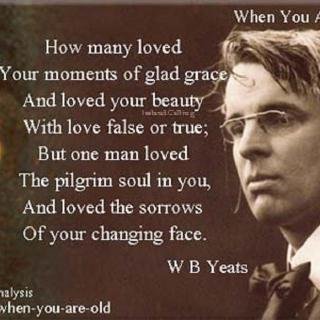 When You A
How many loved
Your moments of glad grace
And loved your beauty
Ireland Calling
With love false or true;
But one man loved
The pilgrim soul in you,
And loved the sorrows
Of your changing face.
W B Yeats
nalysis
when-you-are-old